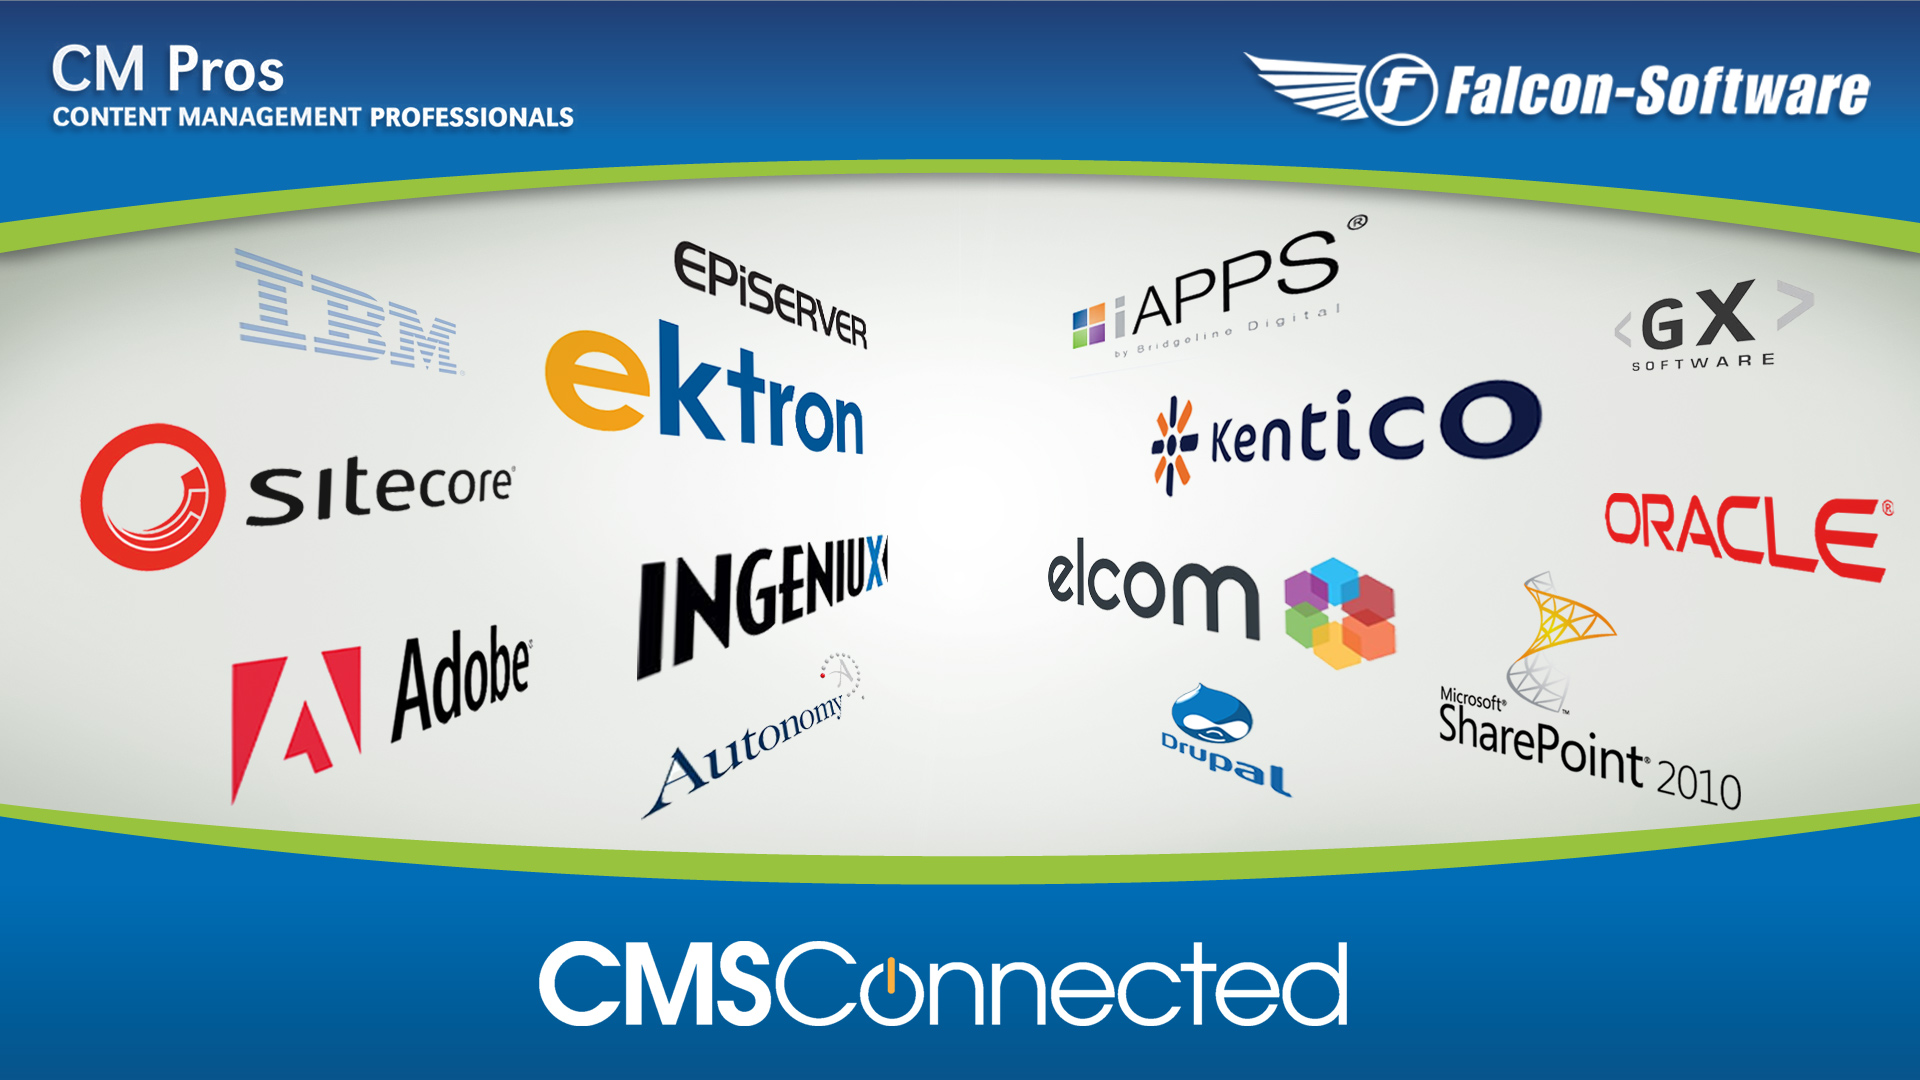 CM Pros
CONTENT MANAGEMENT PROFESSIONALS
Falcon-Software
IBM®
EPiSERVER
ektron
iAPPS®
by Bridgeline Digital
<GX>
SOFTWARE
sitecore®
Kentico
ORACLE®
INGENIUX
elcom
Adobe®
Autonomy
Drupal
Microsoft®
SharePoint® 2010
CMSConnected